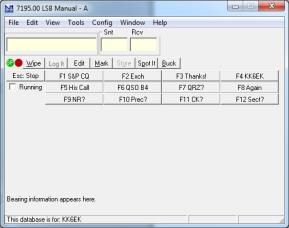 7195.00 LSB Manual - A
File Edit View Tools Config Window Help
Snt Rcv
Wipe Log It Edit Mark Store Spot It Buck
Esc: Stop F1 S&P CQ F2 Exch F3 Thanks! F4 KK6EK
Running F5 His Call F6 QSO B4 F7 QRZ? F8 Again
F9 NR? F10 Prec? F11 CK? F12 Sect?
Bearing information appears here.
This database is for: KK6EK